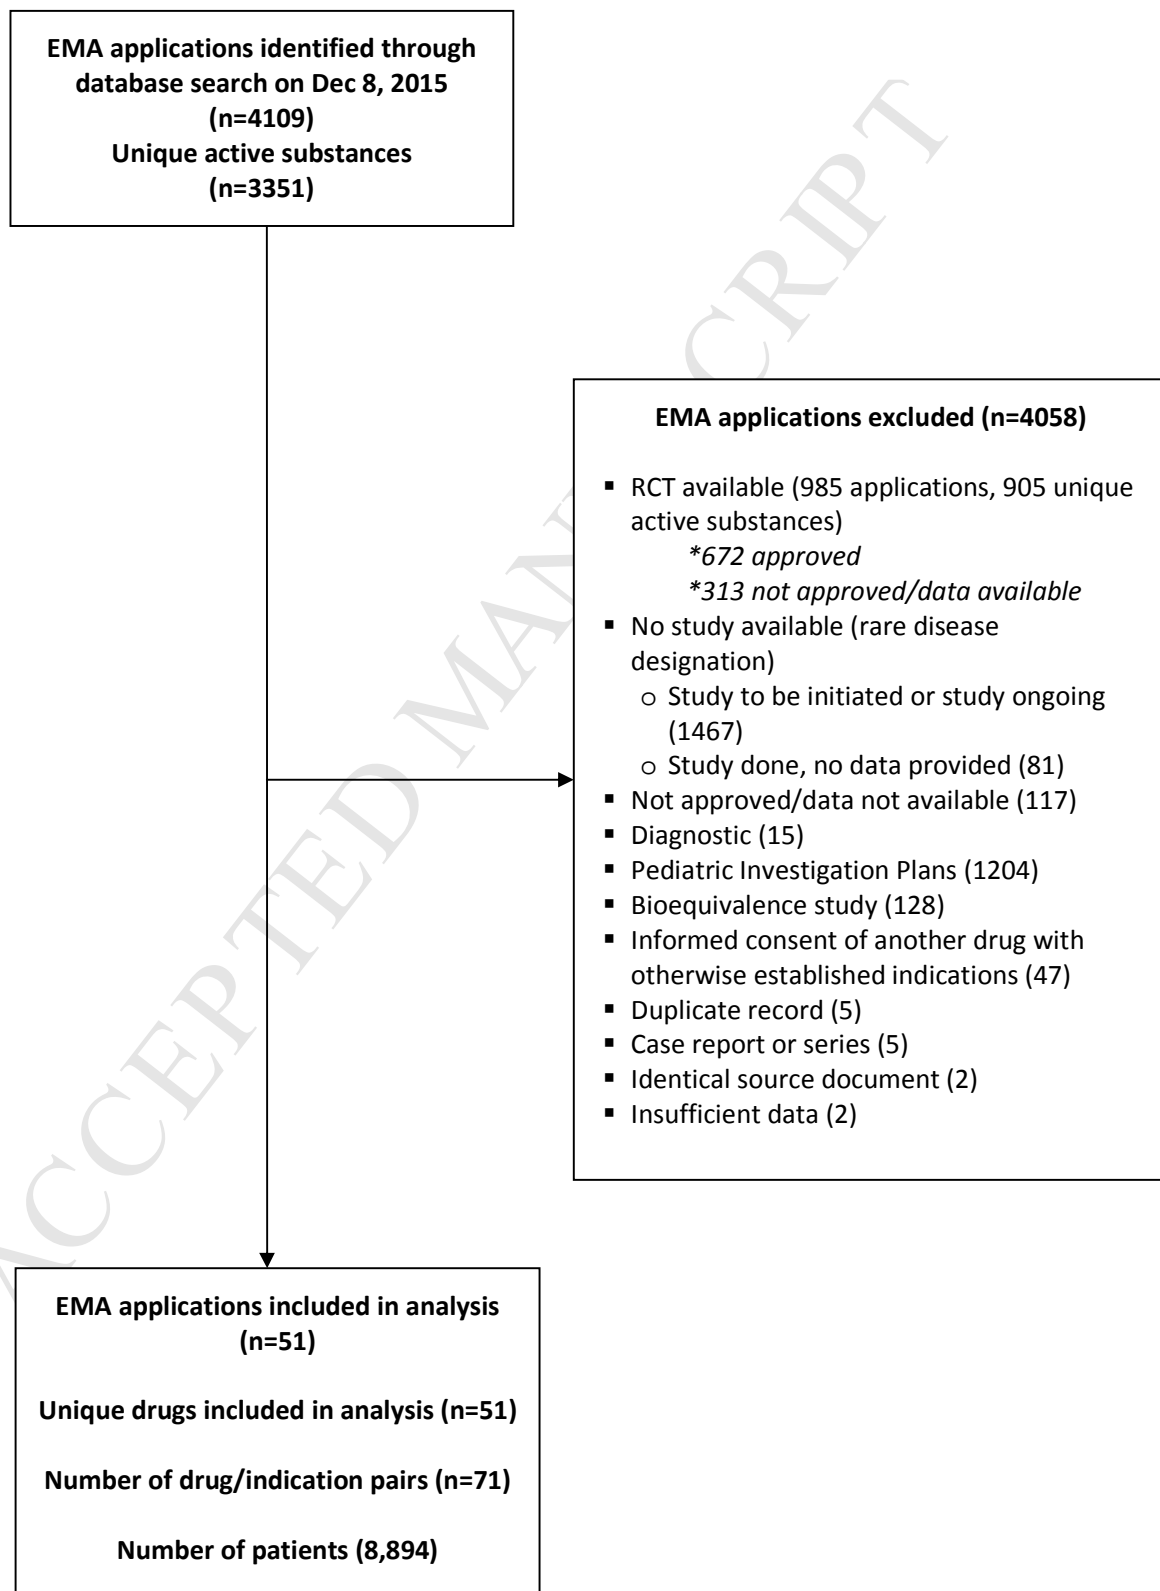 EMA applications identified through
database search on Dec 8, 2015
(n=4109)
Unique active substances
(n=3351)
EMA applications excluded (n=4058)
▪ RCT available (985 applications, 905 unique
active substances)
*672 approved
*313 not approved/data available
▪ No study available (rare disease
designation)
o Study to be initiated or study ongoing
(1467)
o Study done, no data provided (81)
▪ Not approved/data not available (117)
▪ Diagnostic (15)
▪ Pediatric Investigation Plans (1204)
▪ Bioequivalence study (128)
▪ Informed consent of another drug with
otherwise established indications (47)
▪ Duplicate record (5)
▪ Case report or series (5)
▪ Identical source document (2)
▪ Insufficient data (2)
EMA applications included in analysis
(n=51)
Unique drugs included in analysis (n=51)
Number of drug/indication pairs (n=71)
Number of patients (8,894)
ACCEPTED MANUSCRIPT